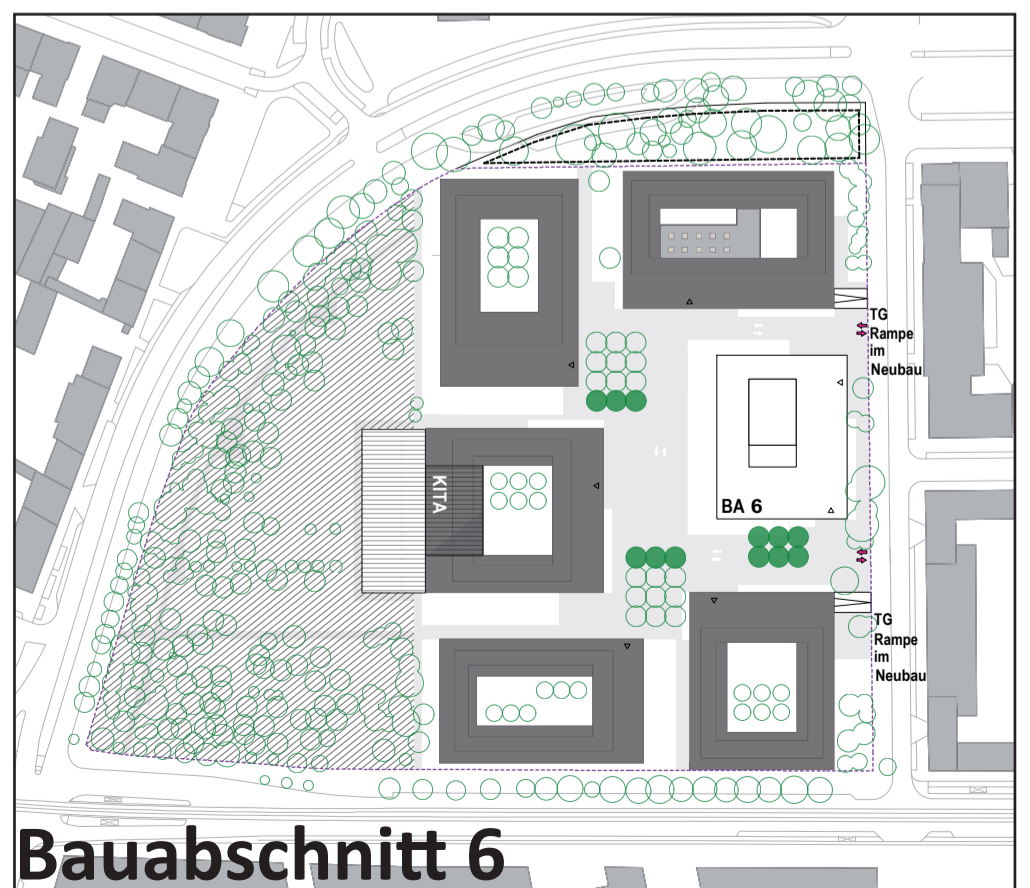 TG
Rampe
im
Neubau
KITA
BA 6
TG
Rampe
im
Neubau
Bauabschnitt 6